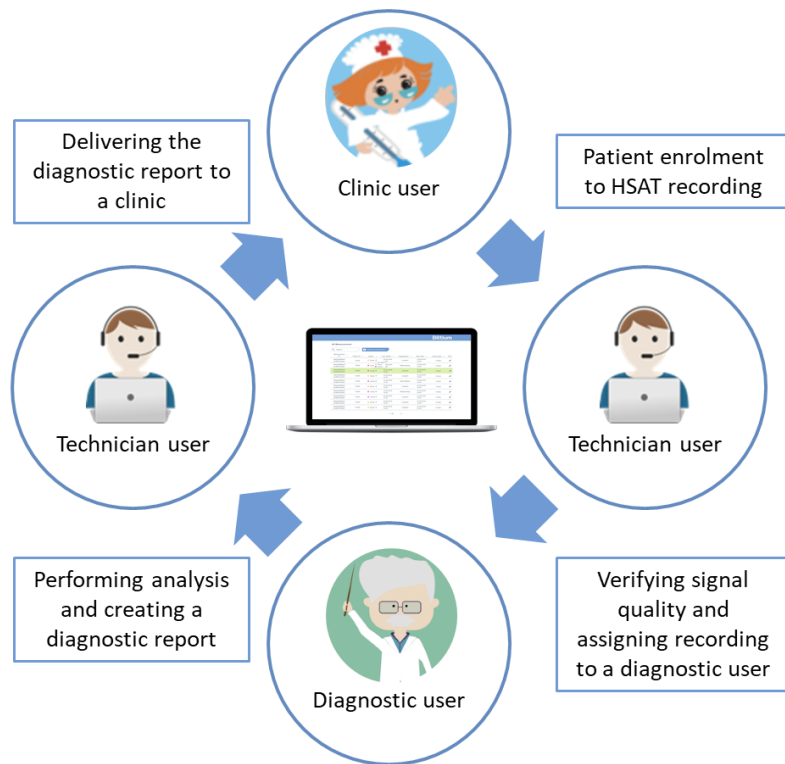 Clinic user
Delivering the
diagnostic report to
a clinic
Patient enrolment
to HSAT recording
Technician user
Technician user
Performing analysis
and creating a
diagnostic report
Verifying signal
quality and
assigning recording
to a diagnostic user
Diagnostic user